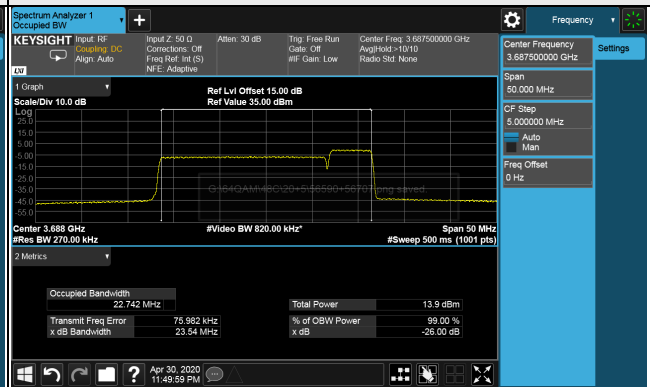 Spectrum Analyzer 1
Occupied BW
Frequency
KEYSIGHT
Input: RF
Coupling: DC
Align: Auto
Input Z: 50 Ω
Corrections: Off
Freq Ref: Int (S)
NFE: Adaptive
Atten: 30 dB
Trig: Free Run
Gate: Off
#IF Gain: Low
Center Freq: 3.687500000 GHz
Avg|Hold:>10/10
Radio Std: None
LXI
Center Frequency
3.687500000 GHz
Settings
Span
50.000 MHz
CF Step
5.000000 MHz
Auto
Man
Freq Offset
0 Hz
1 Graph
Scale/Div 10.0 dB
Ref Lvl Offset 15.00 dB
Ref Value 35.00 dBm
Log
25.0
15.0
5.00
-5.00
-15.0
-25.0
-35.0
-45.0
-55.0
Center 3.688 GHz
#Res BW 270.00 kHz
#Video BW 820.00 kHz*
Span 50 MHz
#Sweep 500 ms (1001 pts)
2 Metrics
Occupied Bandwidth
22.742 MHz
Transmit Freq Error
75.982 kHz
x dB Bandwidth
23.54 MHz
Total Power
13.9 dBm
% of OBW Power
99.00 %
x dB
-26.00 dB
Apr 30, 2020
11:49:59 PM